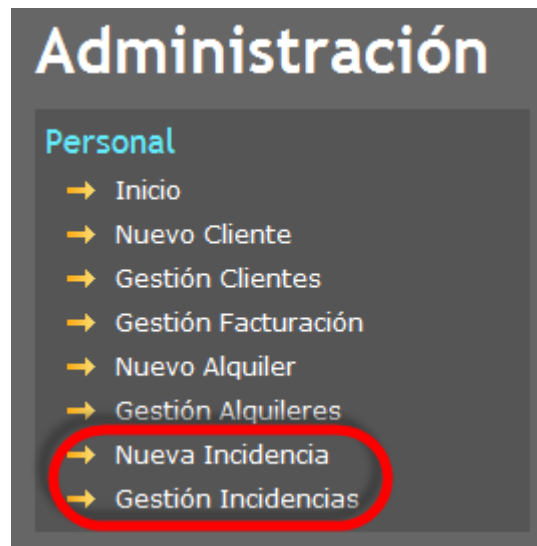 Administración
Personal
Inicio
Nuevo Cliente
Gestión Clientes
Gestión Facturación
Nuevo Alquiler
Gestión Alquileres
Nueva Incidencia
Gestión Incidencias